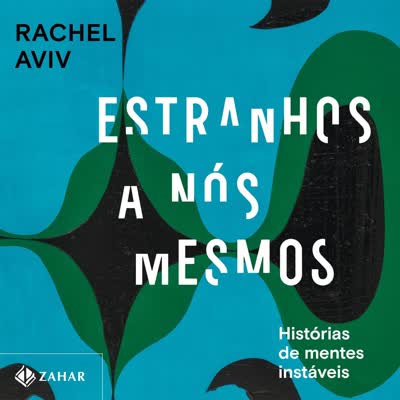 RACHEL
AVIV
ESTRANHOS
A NÓS
MESMOS
Histórias
de mentes
instáveis
ZAHAR